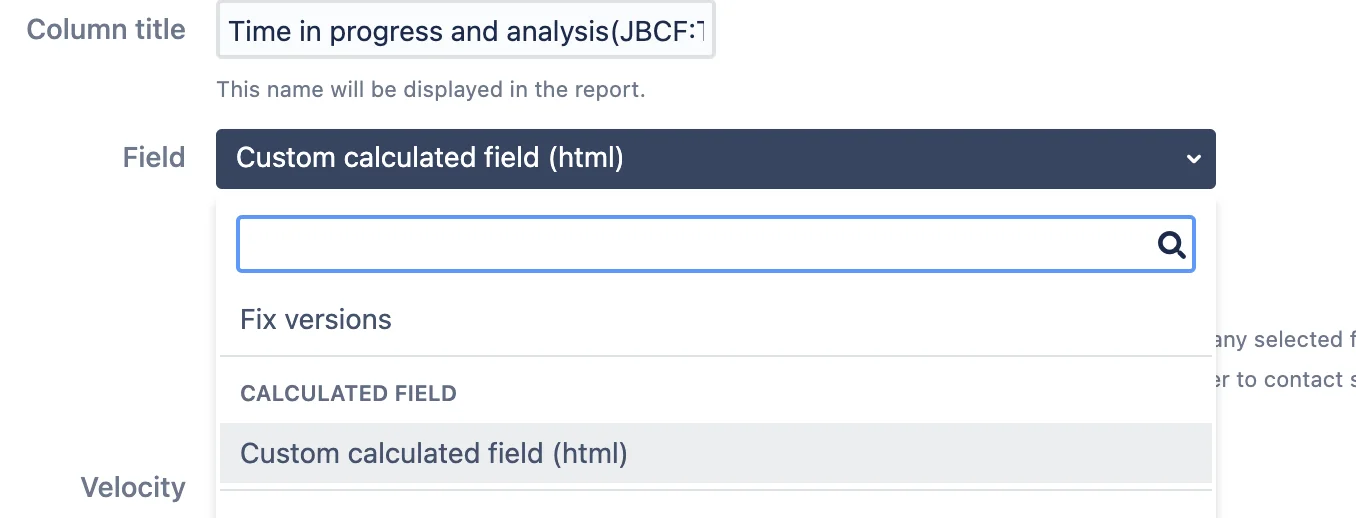 Column title
Time in progress and analysis(JBCF:
This name will be displayed in the report.
Field
Custom calculated field (html)
Fix versions
any selected
er to contact
CALCULATED FIELD
Custom calculated field (html)
Velocity